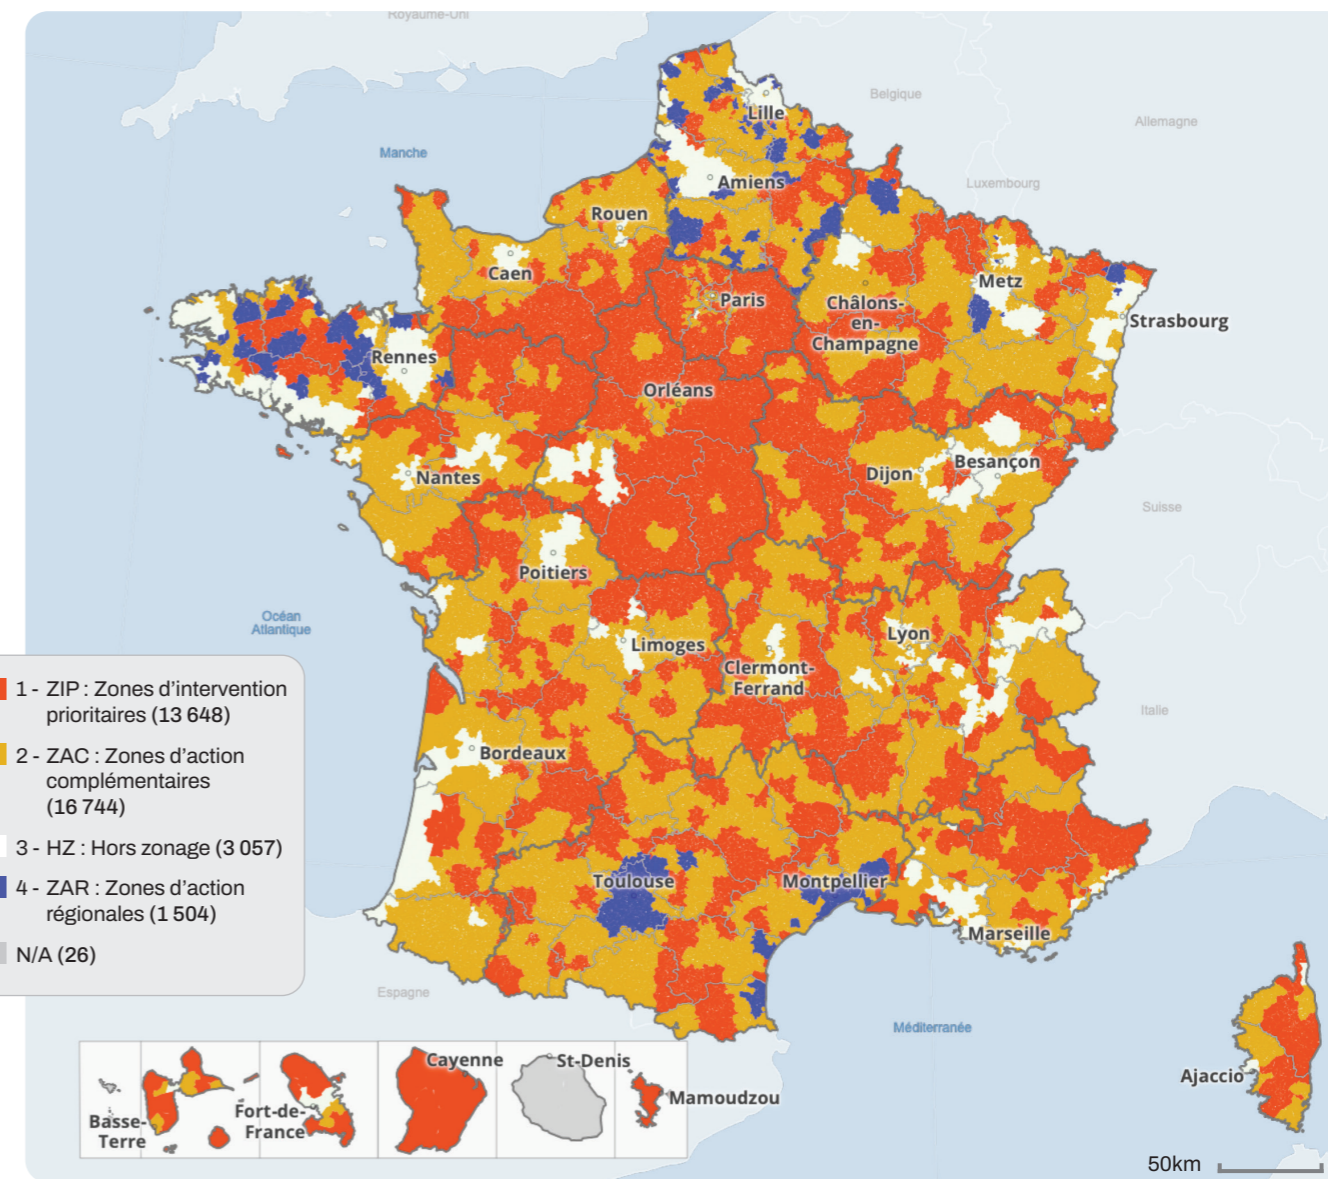 Royaume-Uni
Belgique
Allemagne
Luxembourg
Manche
Lille
Amiens
Rouen
Caen
Metz
Paris
Châlons-
en-
Champagne
Strasbourg
Rennes
Orléans
Nantes
Dijon
Besançon
Suisse
Poitiers
Océan
Atlantique
Limoges
Lyon
Clermont-
Ferrand
Italie
Bordeaux
1 - ZIP : Zones d’intervention
prioritaires (13 648)
2 - ZAC : Zones d’action
complémentaires
(16 744)
3 - HZ : Hors zonage (3 057)
4 - ZAR : Zones d’action
régionales (1 504)
N/A (26)
Toulouse
Montpellier
Marseille
Espagne
Méditerranée
Ajaccio
Basse-
Terre
Fort-de-
France
Cayenne
St-Denis
Mamoudzou
50km